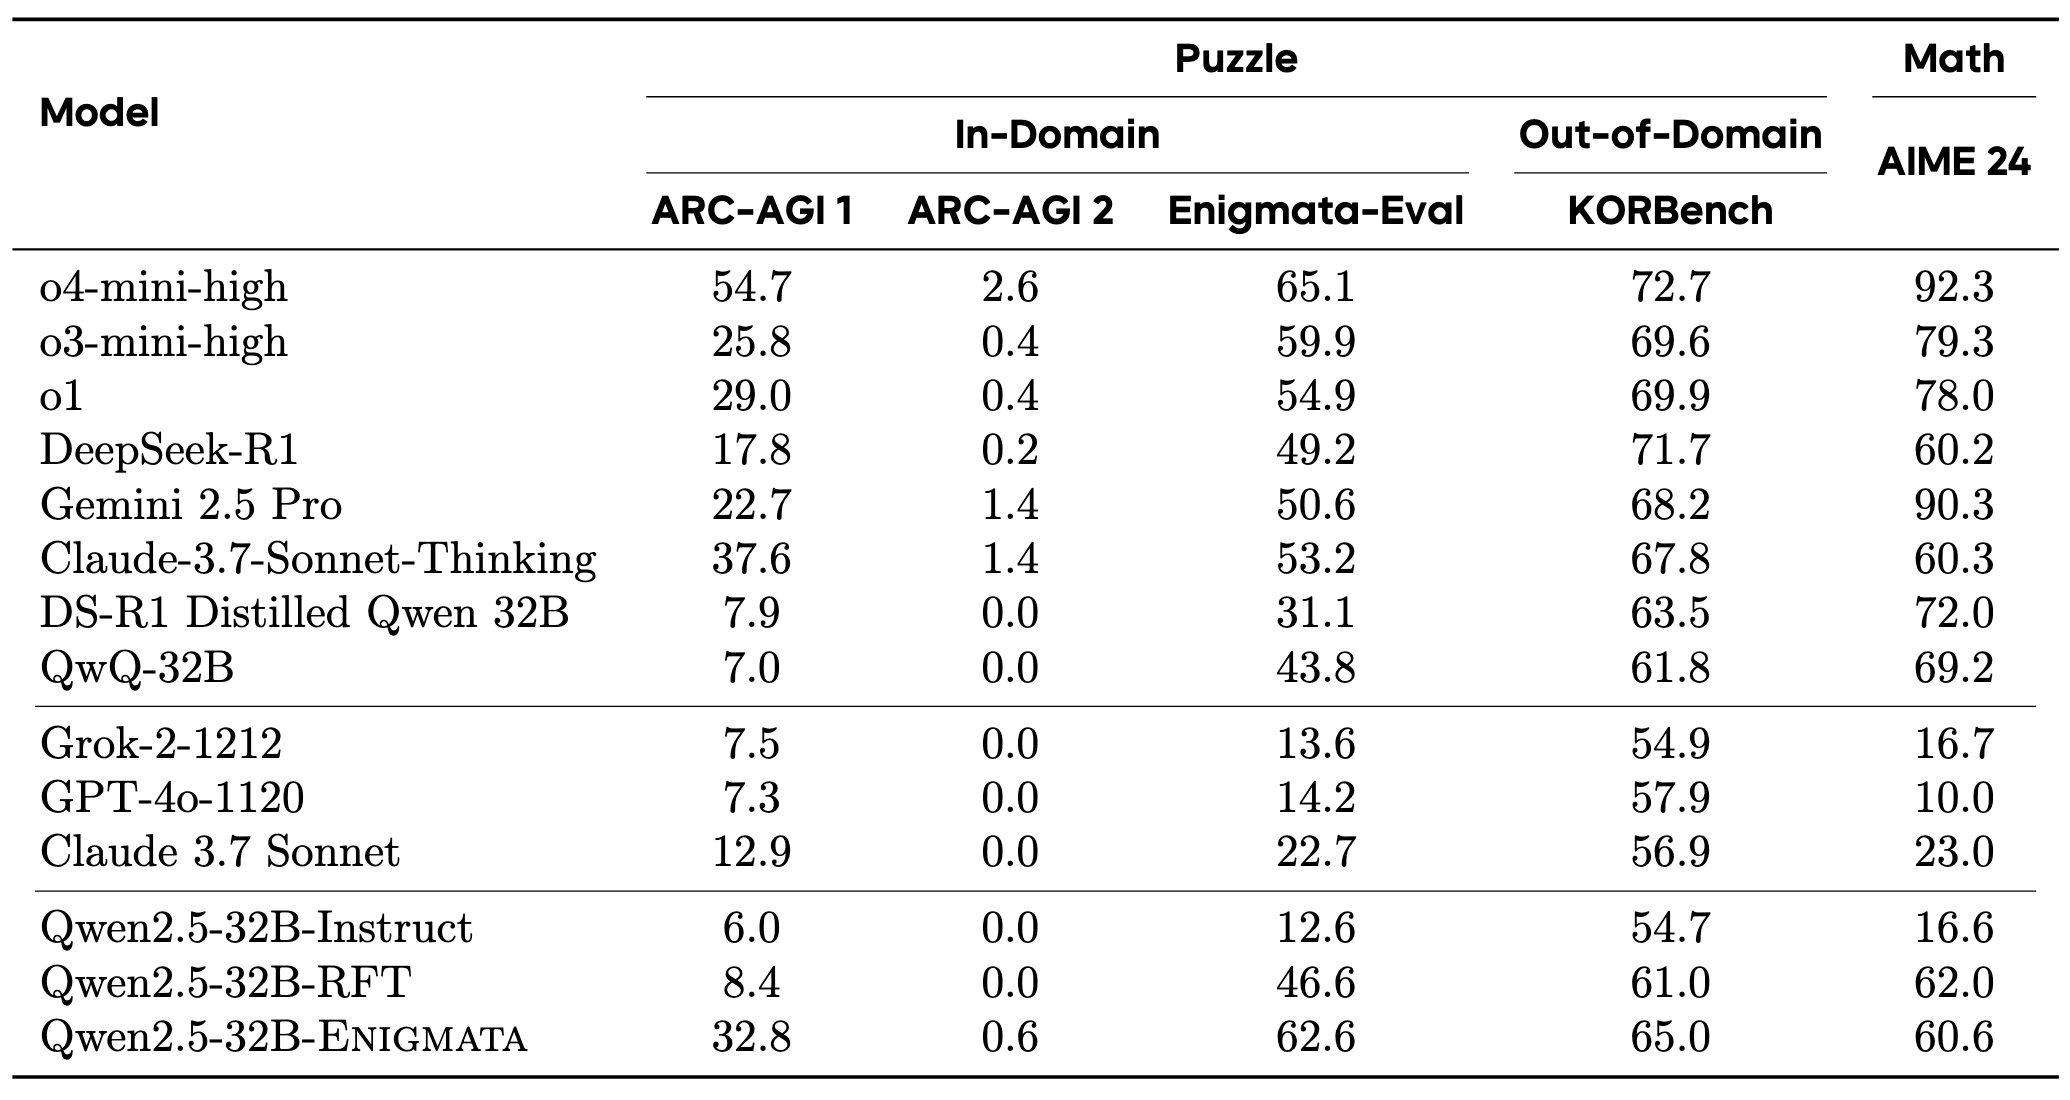 Model Puzzle Math
In-Domain Out-of-Domain AIME 24
ARC-AGI 1 ARC-AGI 2 Enigmata-Eval KORBench
o4-mini-high 54.7 2.6 65.1 72.7 92.3
o3-mini-high 25.8 0.4 59.9 69.6 79.3
o1 29.0 0.4 54.9 69.9 78.0
DeepSeek-R1 17.8 0.2 49.2 71.7 60.2
Gemini 2.5 Pro 22.7 1.4 50.6 68.2 90.3
Claude-3.7-Sonnet-Thinking 37.6 1.4 53.2 67.8 60.3
DS-R1 Distilled Qwen 32B 7.9 0.0 31.1 63.5 72.0
QwQ-32B 7.0 0.0 43.8 61.8 69.2
Grok-2-1212 7.5 0.0 13.6 54.9 16.7
GPT-4o-1120 7.3 0.0 14.2 57.9 10.0
Claude 3.7 Sonnet 12.9 0.0 22.7 56.9 23.0
Qwen2.5-32B-Instruct 6.0 0.0 12.6 54.7 16.6
Qwen2.5-32B-RFT 8.4 0.0 46.6 61.0 62.0
Qwen2.5-32B-ENIGMATA 32.8 0.6 62.6 65.0 60.6